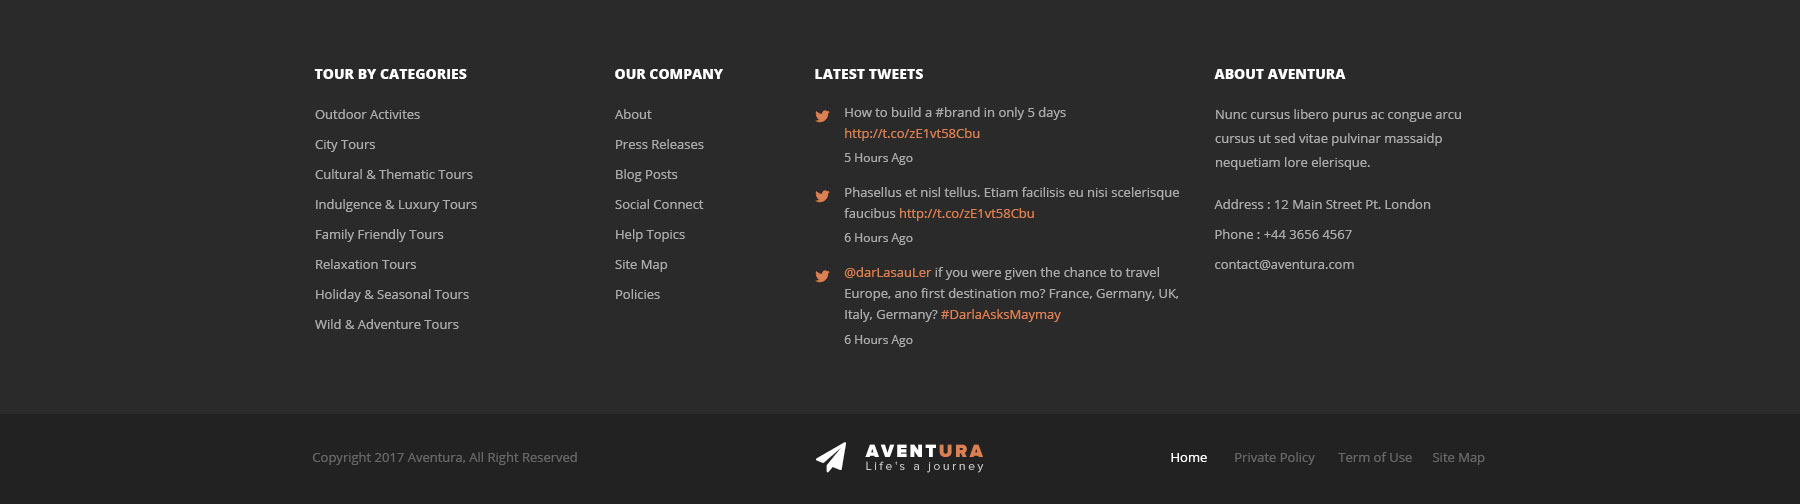 TOUR BY CATEGORIES
Outdoor Activites
City Tours
Cultural & Thematic Tours
Indulgence & Luxury Tours
Family Friendly Tours
Relaxation Tours
Holiday & Seasonal Tours
Wild & Adventure Tours
OUR COMPANY
About
Press Releases
Blog Posts
Social Connect
Help Topics
Site Map
Policies
LATEST TWEETS
How to build a #brand in only 5 days
http://t.co/zE1vt58Cbu
5 Hours Ago
Phasellus et nisl tellus. Etiam facilisis eu nisi scelerisque
faucibus http://t.co/zE1vt58Cbu
6 Hours Ago
@darLasauLer if you were given the chance to travel
Europe, ano first destination mo? France, Germany, UK,
Italy, Germany? #DarlaAsksMaymay
6 Hours Ago
ABOUT AVENTURA
Nunc cursus libero purus ac congue arcu
cursus ut sed vitae pulvinar massaidp
nequetiam lore elerisque.
Address : 12 Main Street Pt. London
Phone : +44 3656 4567
contact@aventura.com
Copyright 2017 Aventura, All Right Reserved
AVENTURA
Life's a Journey
Home Private Policy Term of Use Site Map